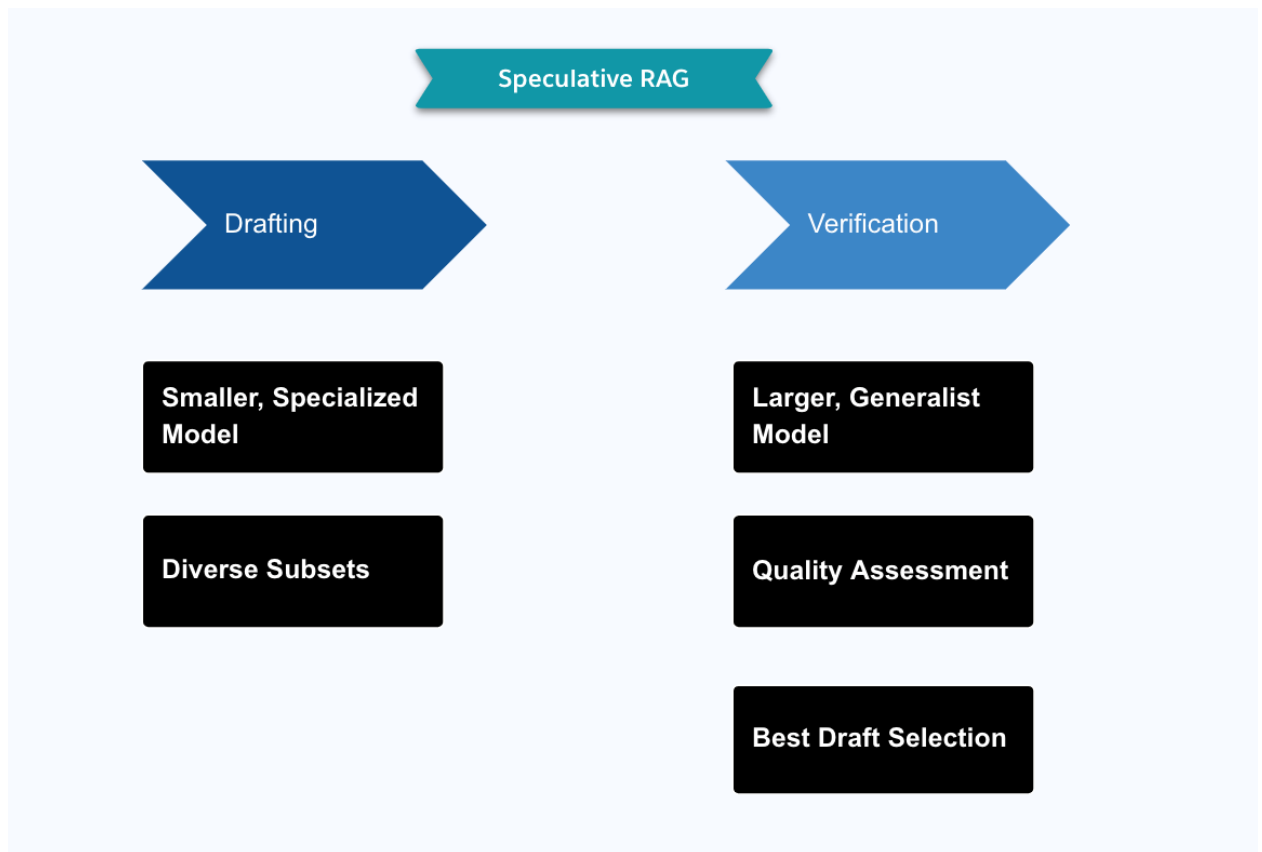 Speculative RAG
Drafting
Verification
Smaller, Specialized
Model
Larger, Generalist
Model
Diverse Subsets
Quality Assessment
Best Draft Selection